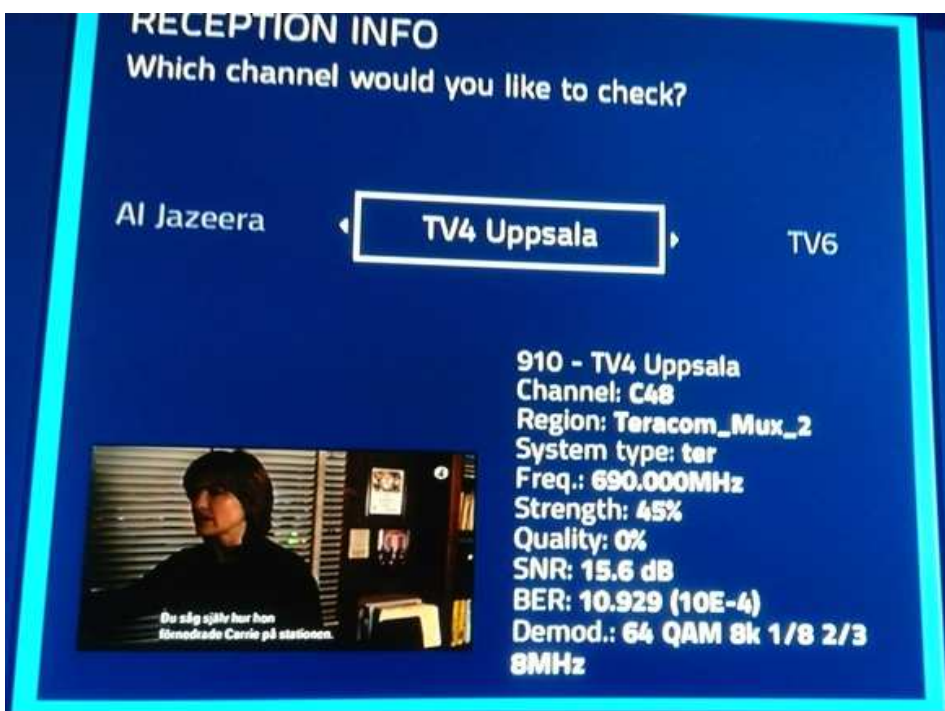 RECEPTION INFO
Which channel would you like to check?
Al Jazeera
TV4 Uppsala
TV6
910 - TV4 Uppsala
Channel: C48
Region: Teracom_Mux_2
System type: ter
Freq.: 690.000MHz
Strength: 45%
Quality: 0%
SNR: 15.6 dB
BER: 10.929 (10E-4)
Demod.: 64 QAM 8k 1/8 2/3
8MHz
4
Du såg själv hur hon
förnedrade Carrie på stationen.